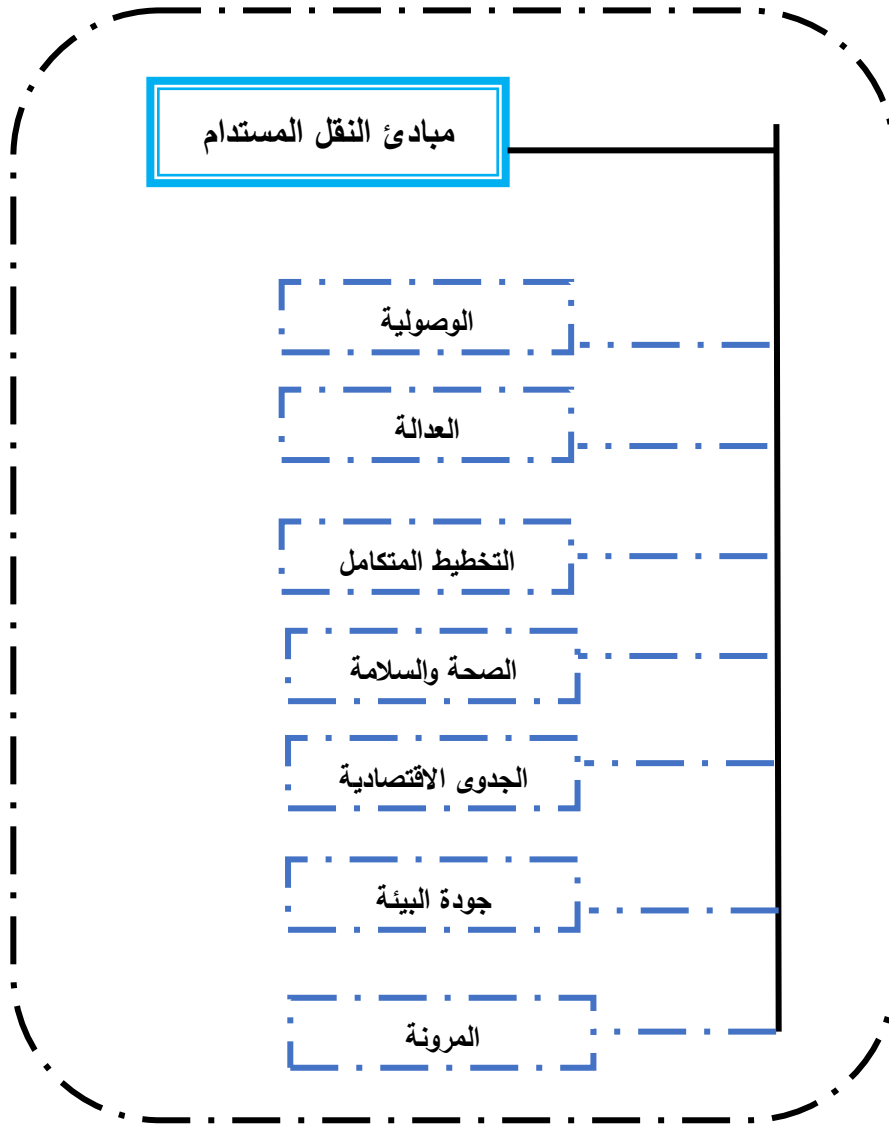 مبادئ النقل المستدام
الوصولية
العدالة
التخطيط المتكامل
الصحة والسلامة
الجدوى الاقتصادية
جودة البيئة
المرونة